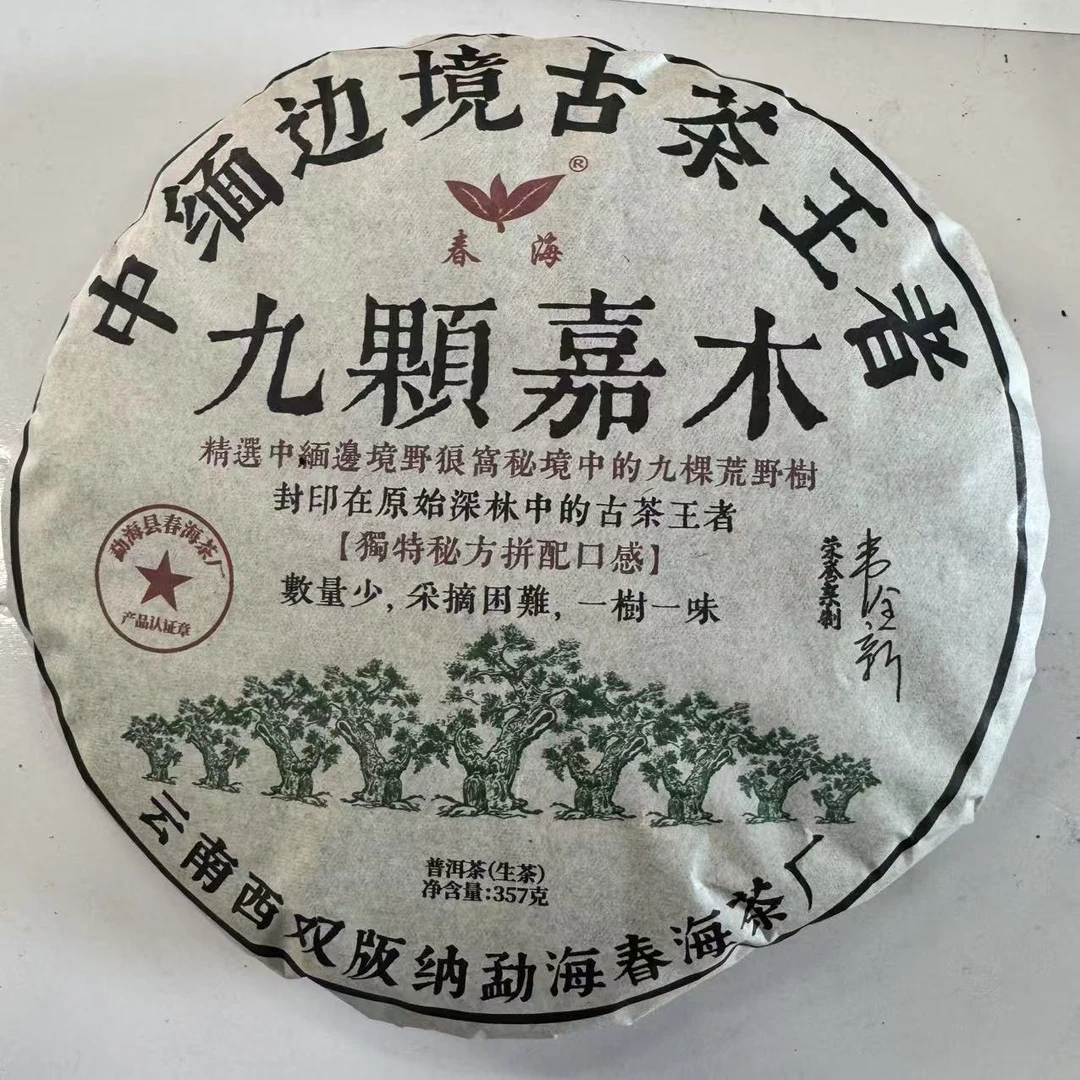 中缅边境古茶王者
®
春海
九顆嘉木
精選中緬邊境野狼窩秘境中的九棵荒野樹
封印在原始深林中的古茶王者
【獨特秘方拼配口感】
數量少，采摘困難，一樹一味
勐海县春海茶厂
产品认证章
荣誉监制
普洱茶(生茶)
净含量:357克
云南西双版纳勐海春海茶厂